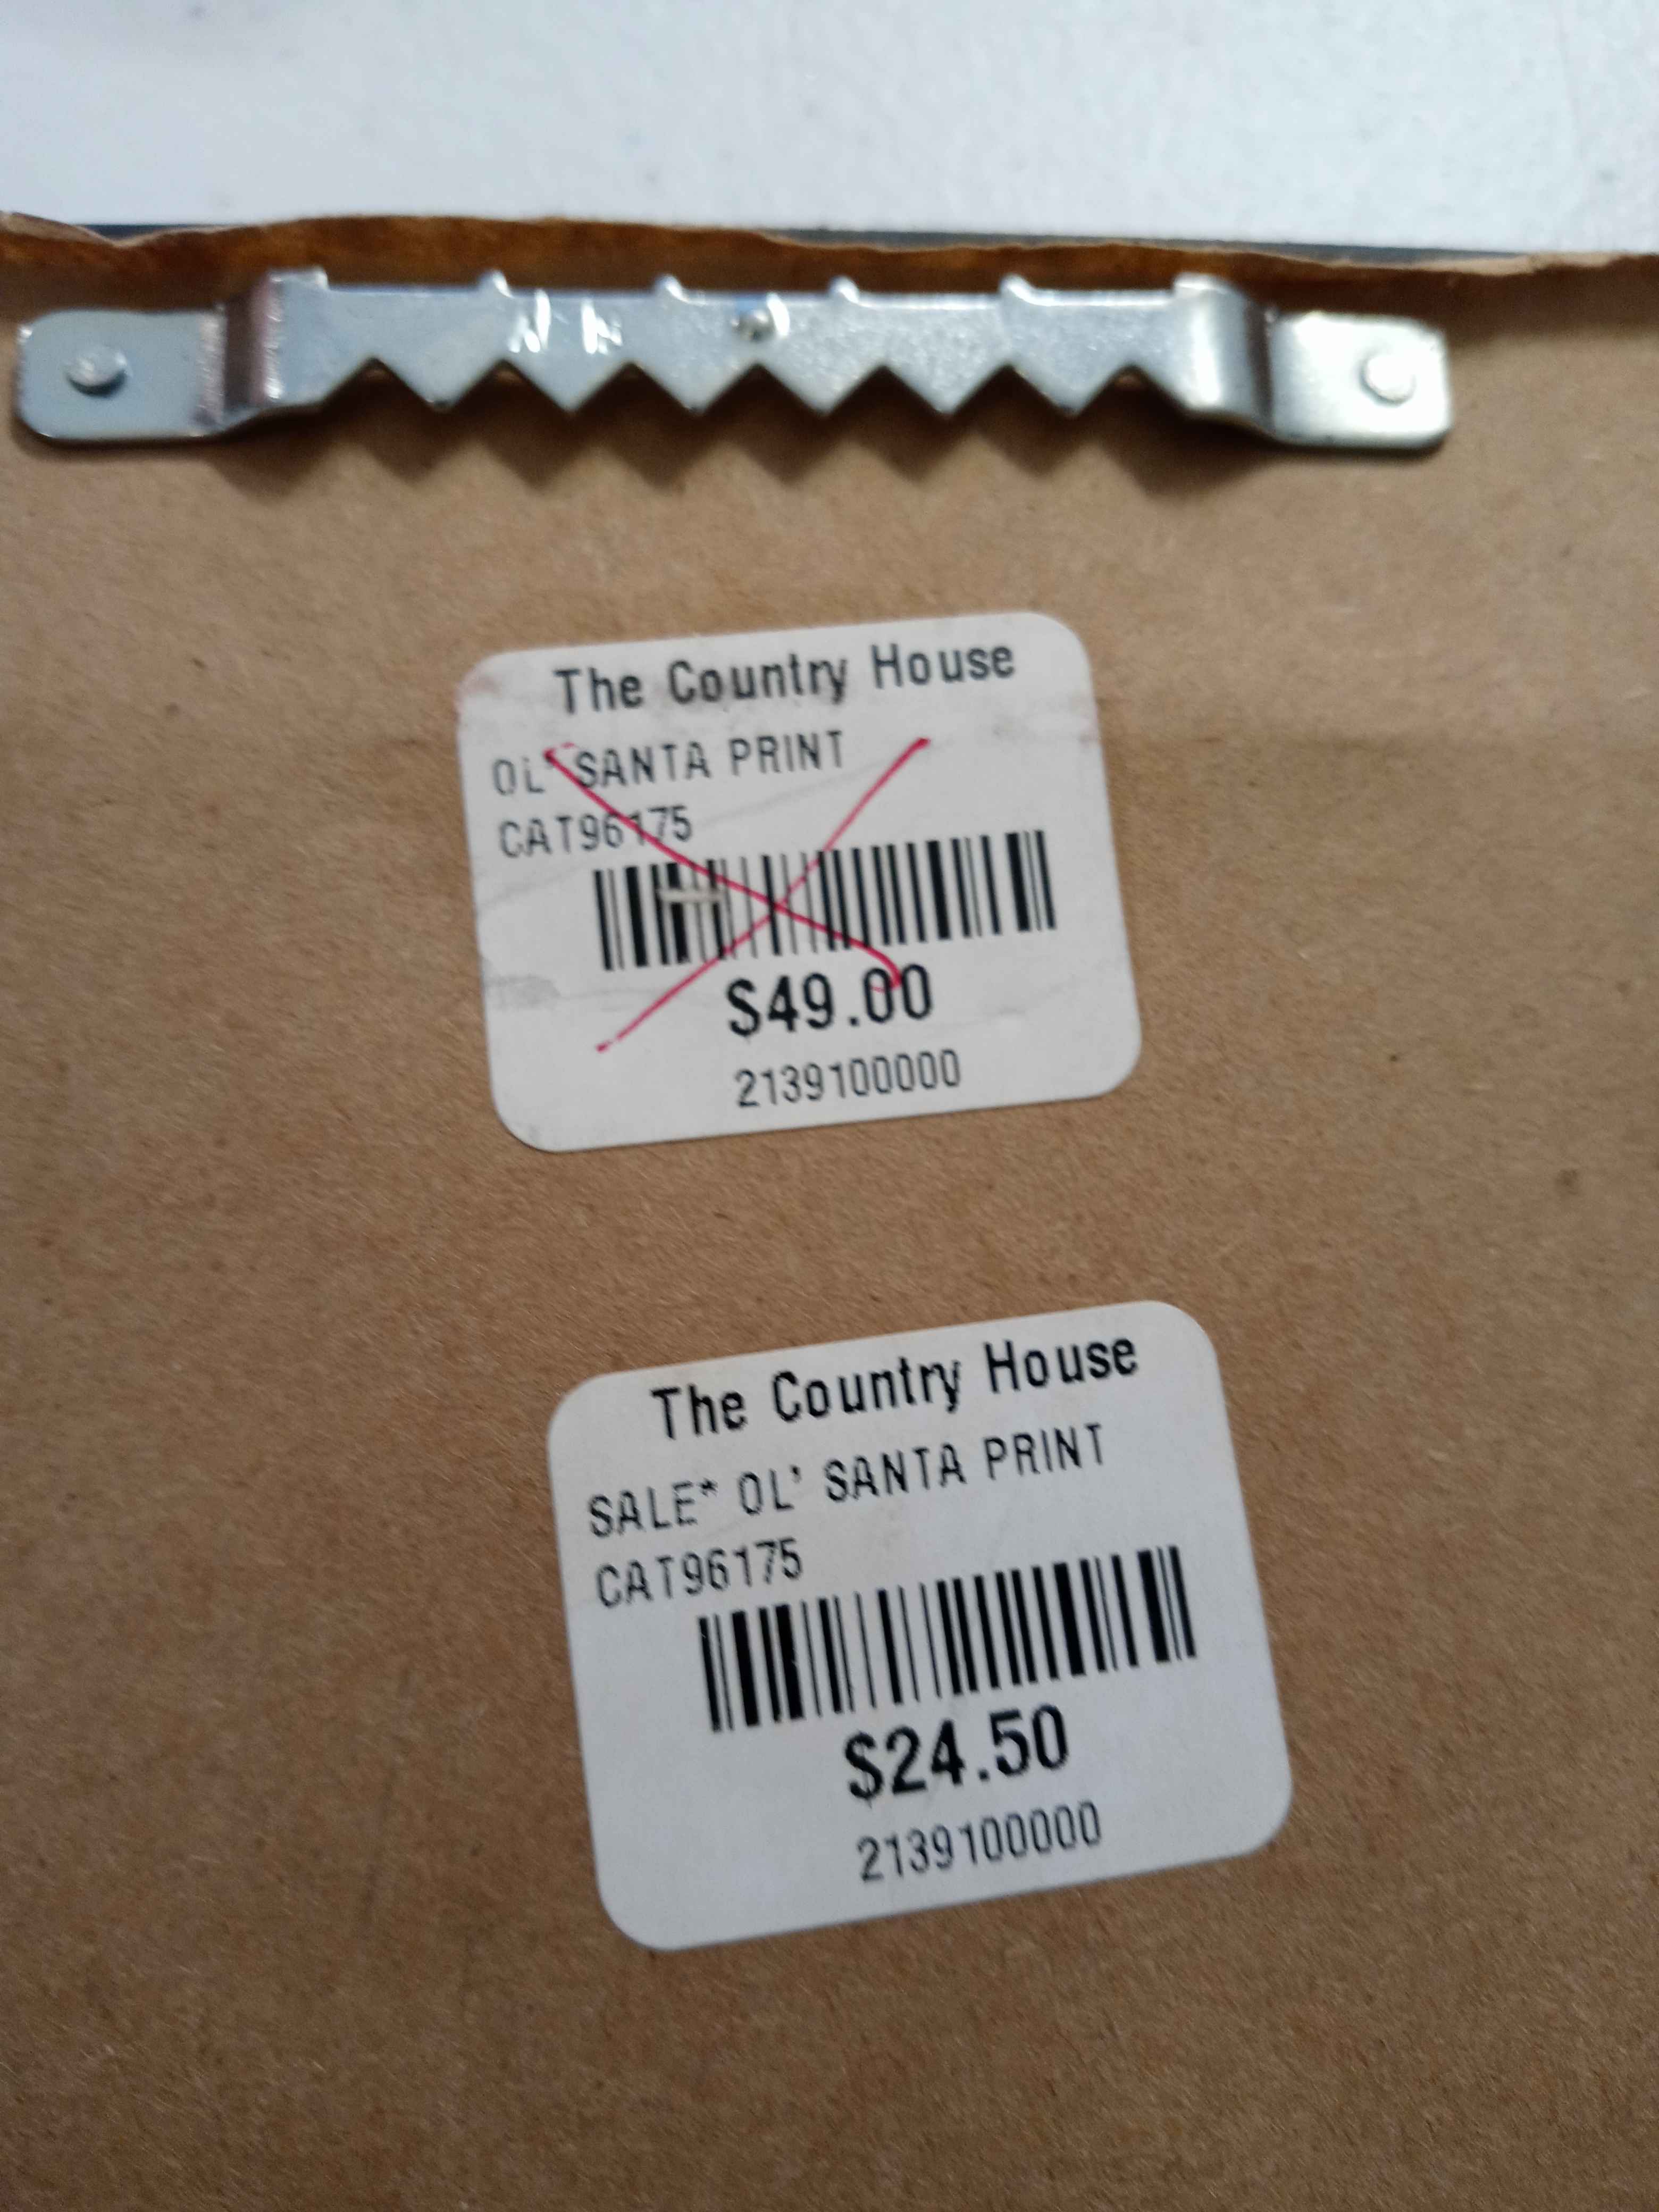 The Country House
OL' SANTA PRINT
CAT96175
$49.00
2139100000
The Country House
SALE* OL' SANTA PRINT
CAT96175
$24.50
2139100000